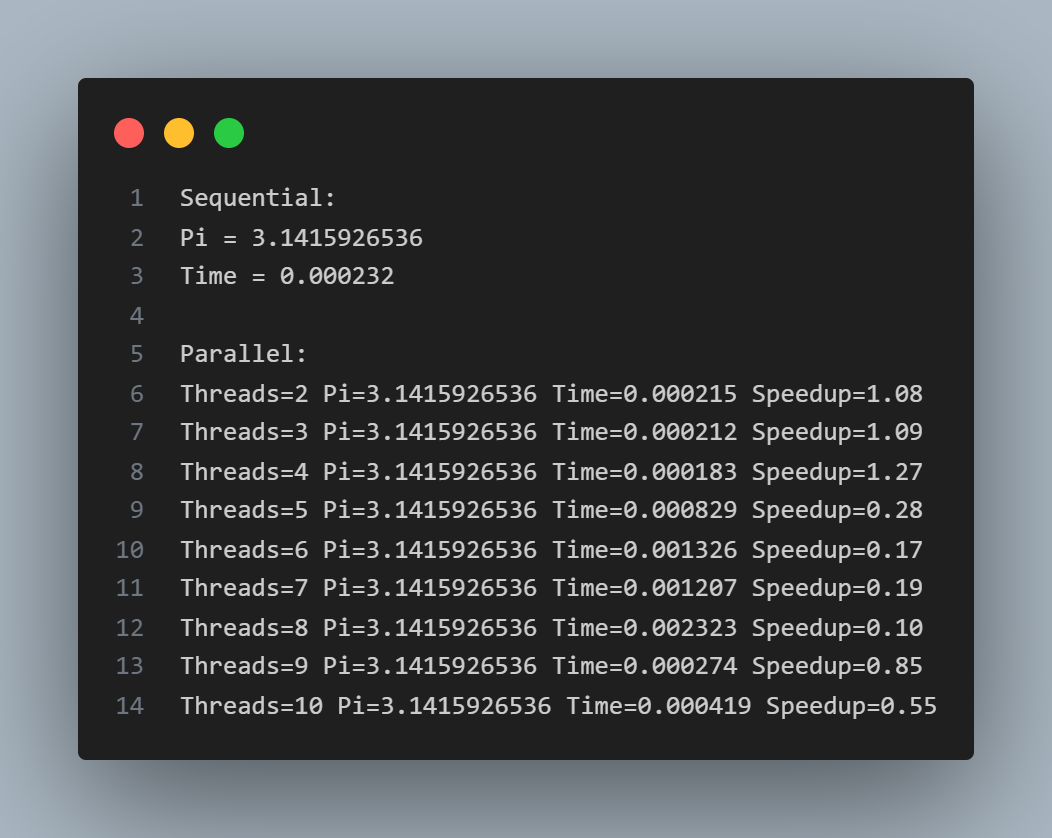 1 Sequential:
2 Pi = 3.1415926536
3 Time = 0.000232
4
5 Parallel:
6 Threads=2 Pi=3.1415926536 Time=0.000215 Speedup=1.08
7 Threads=3 Pi=3.1415926536 Time=0.000212 Speedup=1.09
8 Threads=4 Pi=3.1415926536 Time=0.000183 Speedup=1.27
9 Threads=5 Pi=3.1415926536 Time=0.000829 Speedup=0.28
10 Threads=6 Pi=3.1415926536 Time=0.001326 Speedup=0.17
11 Threads=7 Pi=3.1415926536 Time=0.001207 Speedup=0.19
12 Threads=8 Pi=3.1415926536 Time=0.002323 Speedup=0.10
13 Threads=9 Pi=3.1415926536 Time=0.000274 Speedup=0.85
14 Threads=10 Pi=3.1415926536 Time=0.000419 Speedup=0.55